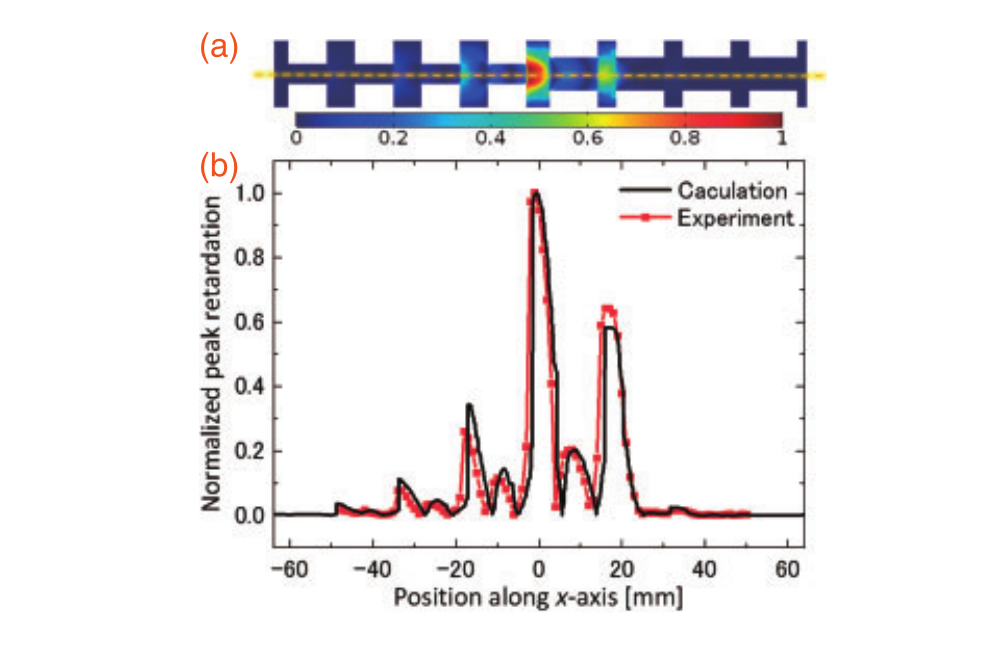 (a)
0 0.2 0.4 0.6 0.8 1
(b)
Normalized peak retardation
1.0
0.8
0.6
0.4
0.2
0.0
Caculation
Experiment
−60 −40 −20 0 20 40 60
Position along x-axis [mm]